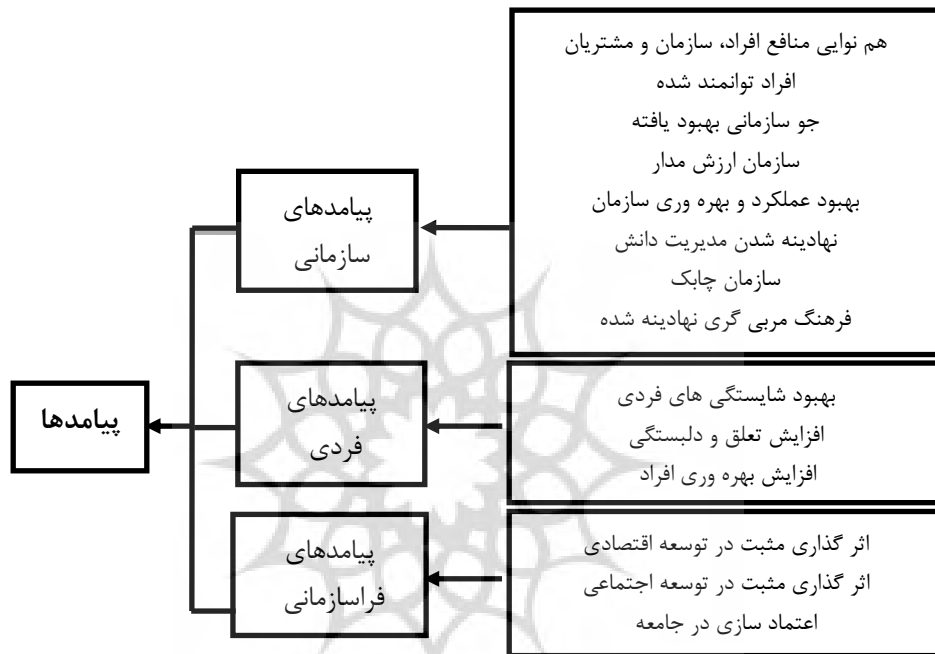 هم نوایی منافع افراد، سازمان و مشتریان
افراد توانمند شده
جو سازمانی بهبود یافته
سازمان ارزش مدار
بهبود عملکرد و بهره وری سازمان
نهادینه شدن مدیریت دانش
سازمان چابک
فرهنگ مربی گری نهادینه شده
پیامدهای
سازمانی
بهبود شایستگی های فردی
افزایش تعلق و دلبستگی
افزایش بهره وری افراد
پیامدهای
فردی
اثر گذاری مثبت در توسعه اقتصادی
اثر گذاری مثبت در توسعه اجتماعی
اعتماد سازی در جامعه
پیامدهای
فراسازمانی
پیامدها